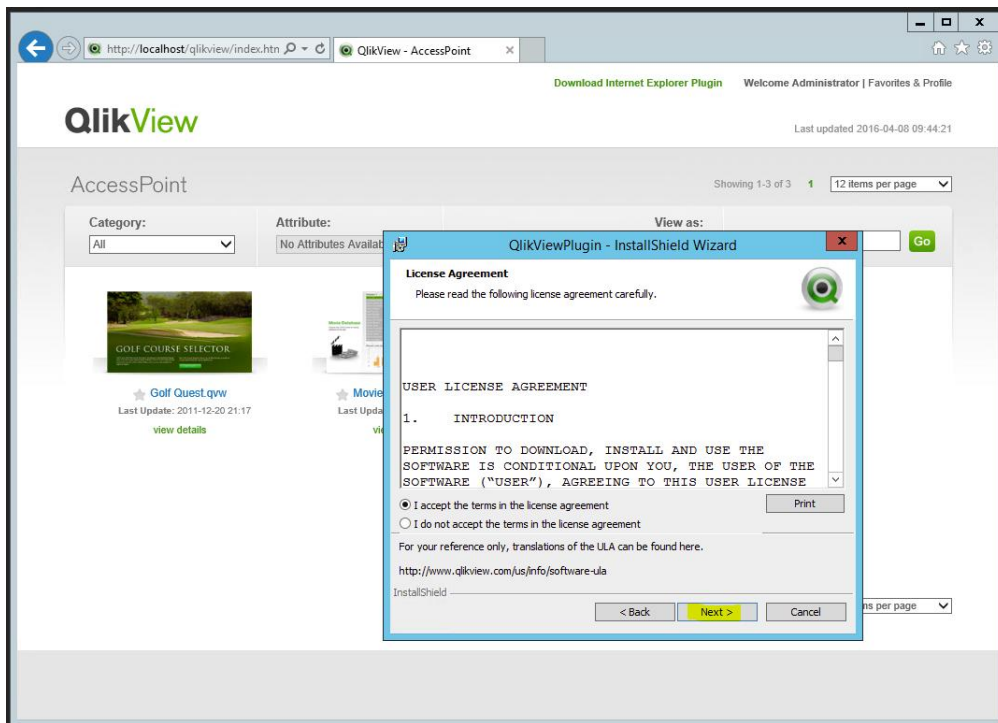 http://localhost/qlikview/index.htn
QlikView - AccessPoint
Download Internet Explorer Plugin
Welcome Administrator | Favorites & Profile
QlikView
Last updated 2016-04-08 09:44:21
AccessPoint
Showing 1-3 of 3 1
12 items per page
Category:
Attribute:
View as:
All
No Attributes Availab
Go
GOLF COURSE SELECTOR
Golf Quest.qvw
Last Update: 2011-12-20 21:17
view details
Movie
Last Upda
vi
QlikViewPlugin - InstallShield Wizard
License Agreement
Please read the following license agreement carefully.
USER LICENSE AGREEMENT
1. INTRODUCTION
PERMISSION TO DOWNLOAD, INSTALL AND USE THE
SOFTWARE IS CONDITIONAL UPON YOU, THE USER OF THE
SOFTWARE ("USER"), AGREEING TO THIS USER LICENSE
I accept the terms in the license agreement
Print
I do not accept the terms in the license agreement
For your reference only, translations of the ULA can be found here.
http://www.qlikview.com/us/info/software-ula
InstallShield
< Back
Next >
Cancel
ns per page